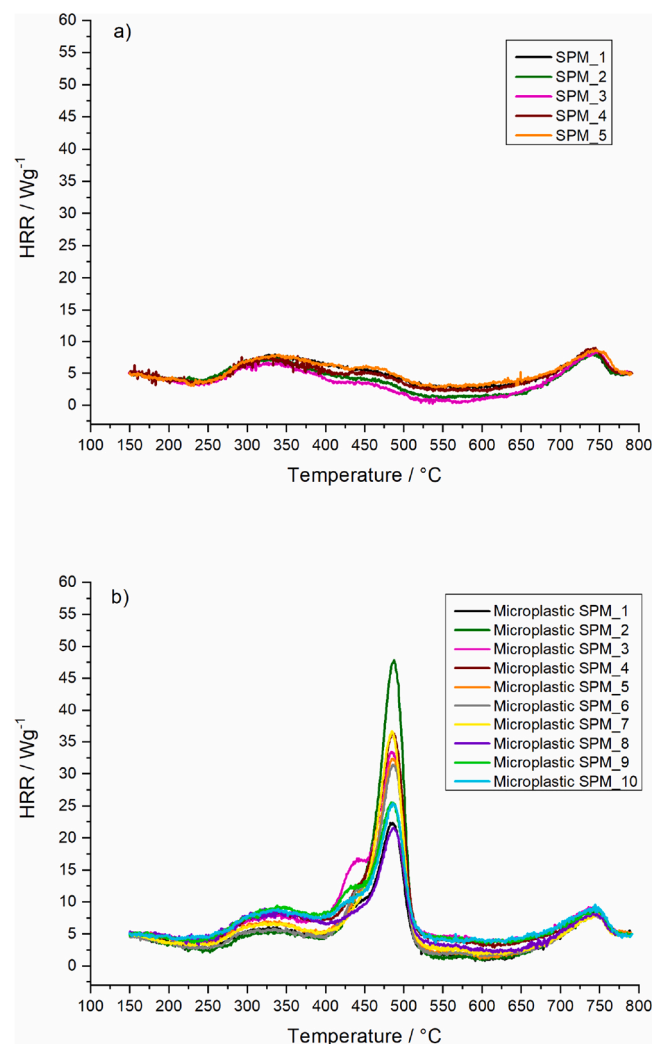 a)
60
55
50
45
40
35
30
25
20
15
10
5
0
HRR / Wg⁻¹
SPM_1
SPM_2
SPM_3
SPM_4
SPM_5
100 150 200 250 300 350 400 450 500 550 600 650 700 750 800
Temperature / °C
b)
60
55
50
45
40
35
30
25
20
15
10
5
0
HRR / Wg⁻¹
Microplastic SPM_1
Microplastic SPM_2
Microplastic SPM_3
Microplastic SPM_4
Microplastic SPM_5
Microplastic SPM_6
Microplastic SPM_7
Microplastic SPM_8
Microplastic SPM_9
Microplastic SPM_10
100 150 200 250 300 350 400 450 500 550 600 650 700 750 800
Temperature / °C